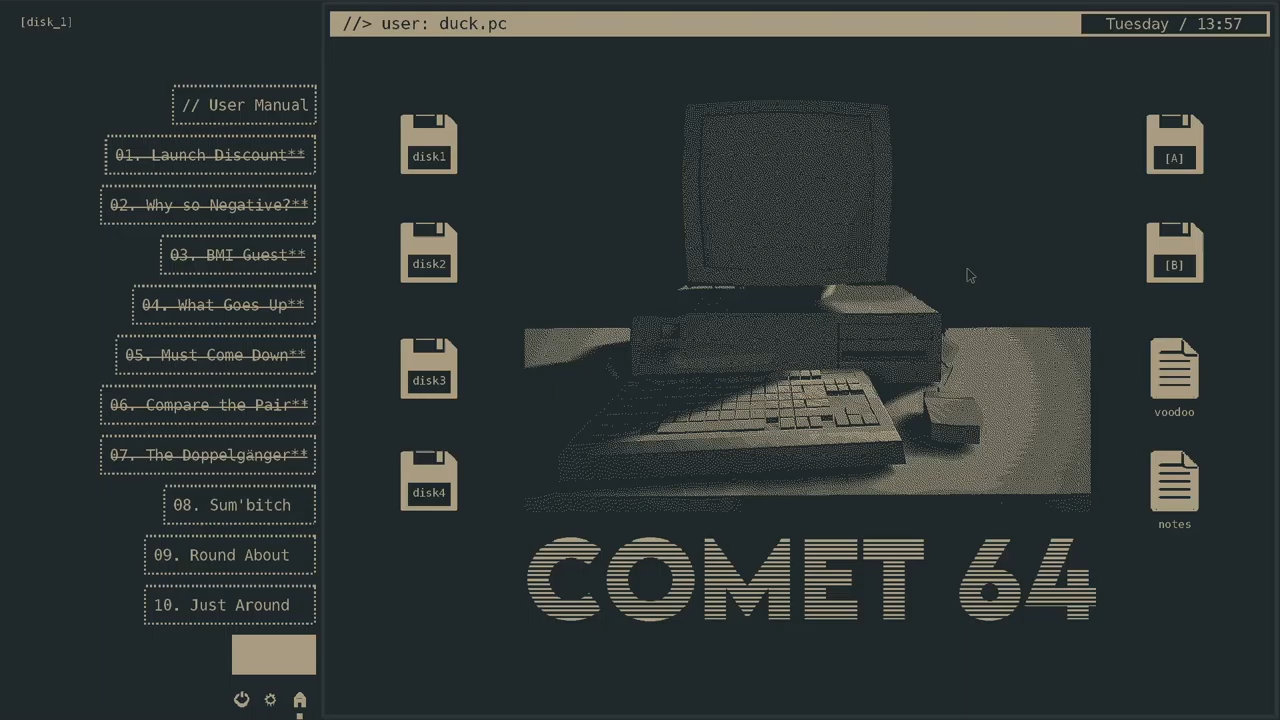 [disk_1]
//> user: duck.pc
Tuesday / 13:57
// User Manual
01. Launch Discount**
02. Why so Negative?**
03. BMI Guest**
04. What Goes Up**
05. Must Come Down**
06. Compare the Pair**
07. The Doppelgänger**
08. Sum'bitch
09. Round About
10. Just Around
disk1
disk2
disk3
disk4
[A]
[B]
voodoo
notes
COMET 64